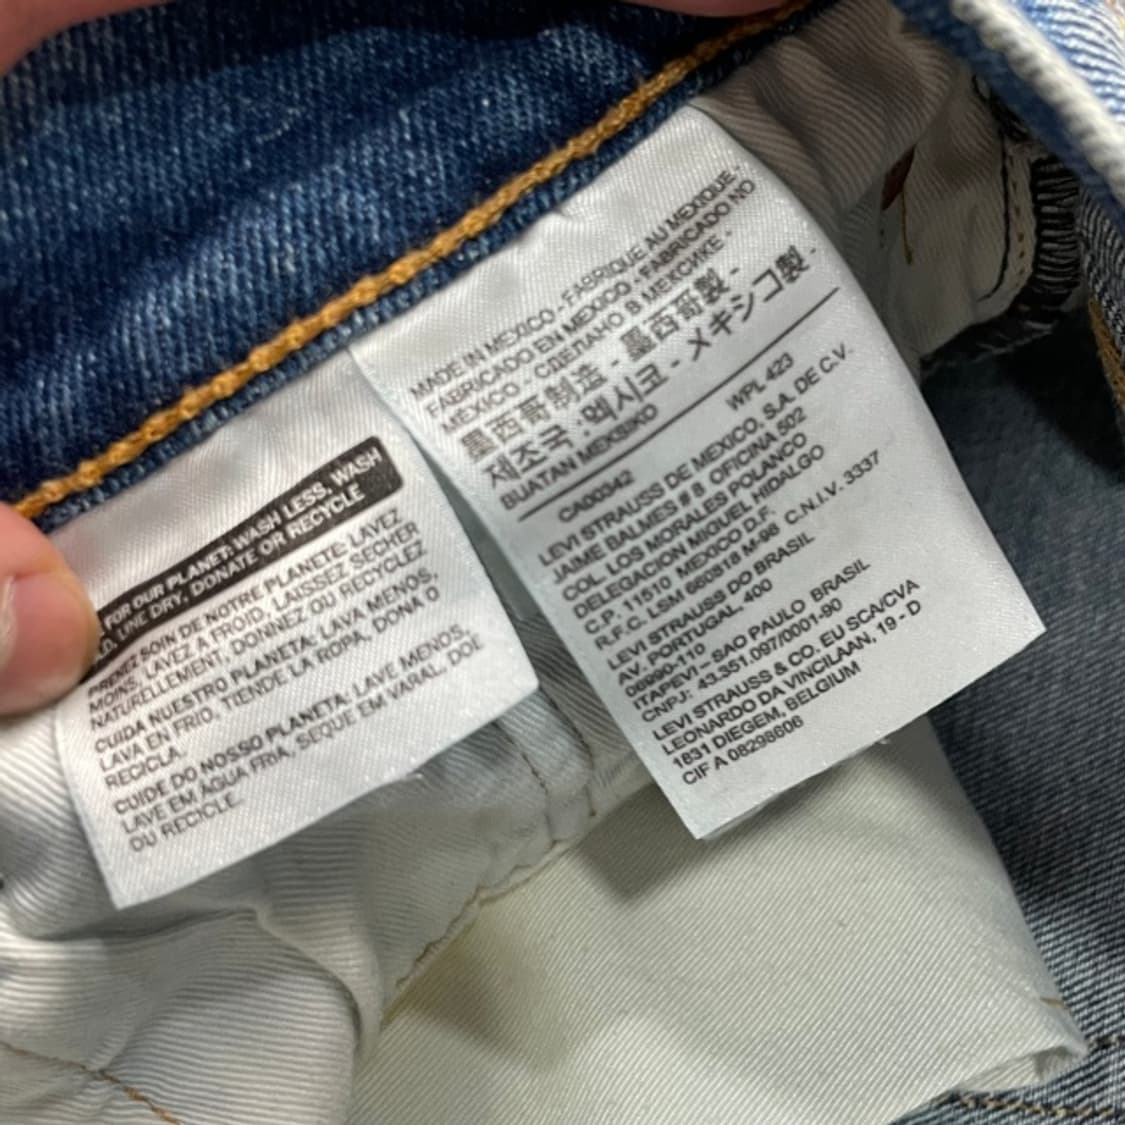 FOR OUR PLANET: WASH LESS, WASH
LINE DRY, DONATE OR RECYCLE
PRENEZ SOIN DE NOTRE PLANETE: LAVEZ
MOINS, LAVEZ A FROID, LAISSEZ SECHER
NATURELLEMENT, DONNEZ OU RECYCLEZ
CUIDA NUESTRO PLANETA: LAVA MENOS,
LAVA EN FRIO, TIENDE LA ROPA, DONA O
RECICLA.
CUIDE DO NOSSO PLANETA: LAVE MENOS,
LAVE EM ÁGUA FRIA, SEQUE EM VARAL, DOE
OU RECICLE.
MADE IN MEXICO - FABRIQUE AU MEXIQUE -
FABRICADO EN MEXICO - FABRICADO NO
MÉXICO - СДЕЛАНО В МЕКСИКЕ -
墨西哥制造 - 墨西哥製 -
제조국 :멕시코 - メキシコ製 -
BUATAN MEKSIKO
CA00342 WPL 423
LEVI STRAUSS DE MEXICO, S.A. DE C.V.
JAIME BALMES # 8 OFICINA 502
COL. LOS MORALES POLANCO
DELEGACION MIGUEL HIDALGO
C.P. 11510 MEXICO D.F.
R.F.C. LSM 660318 M-98 C.N.I.V. 3337
LEVI STRAUSS DO BRASIL
AV. PORTUGAL, 400
06690-110
ITAPEVI – SAO PAULO BRASIL
CNPJ: 43.351.097/0001-90
LEVI STRAUSS & CO. EU SCA/CVA
LEONARDO DA VINCILAAN, 19 - D
1831 DIEGEM, BELGIUM
CIF A 08298606